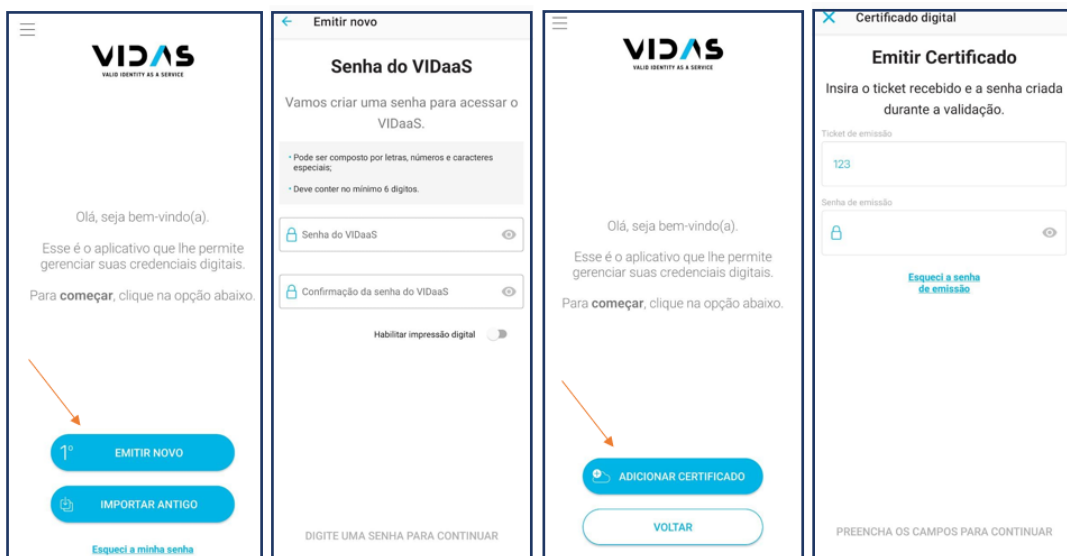 VIDAS
VALID IDENTITY AS A SERVICE
Olá, seja bem-vindo(a).
Esse é o aplicativo que lhe permite
gerenciar suas credenciais digitais.
Para começar, clique na opção abaixo.
1º EMITIR NOVO
IMPORTAR ANTIGO
Esqueci a minha senha
Emitir novo
Senha do VIDaaS
Vamos criar uma senha para acessar o
VIDaaS.
• Pode ser composto por letras, números e caracteres
especiais;
• Deve conter no mínimo 6 digitos.
Senha do VIDaaS
Confirmação da senha do VIDaaS
Habilitar impressão digital
DIGITE UMA SENHA PARA CONTINUAR
VIDAS
VALID IDENTITY AS A SERVICE
Olá, seja bem-vindo(a).
Esse é o aplicativo que lhe permite
gerenciar suas credenciais digitais.
Para começar, clique na opção abaixo.
ADICIONAR CERTIFICADO
VOLTAR
Certificado digital
Emitir Certificado
Insira o ticket recebido e a senha criada
durante a validação.
Ticket de emissão
123
Senha de emissão
Esqueci a senha
de emissão
PREENCHA OS CAMPOS PARA CONTINUAR